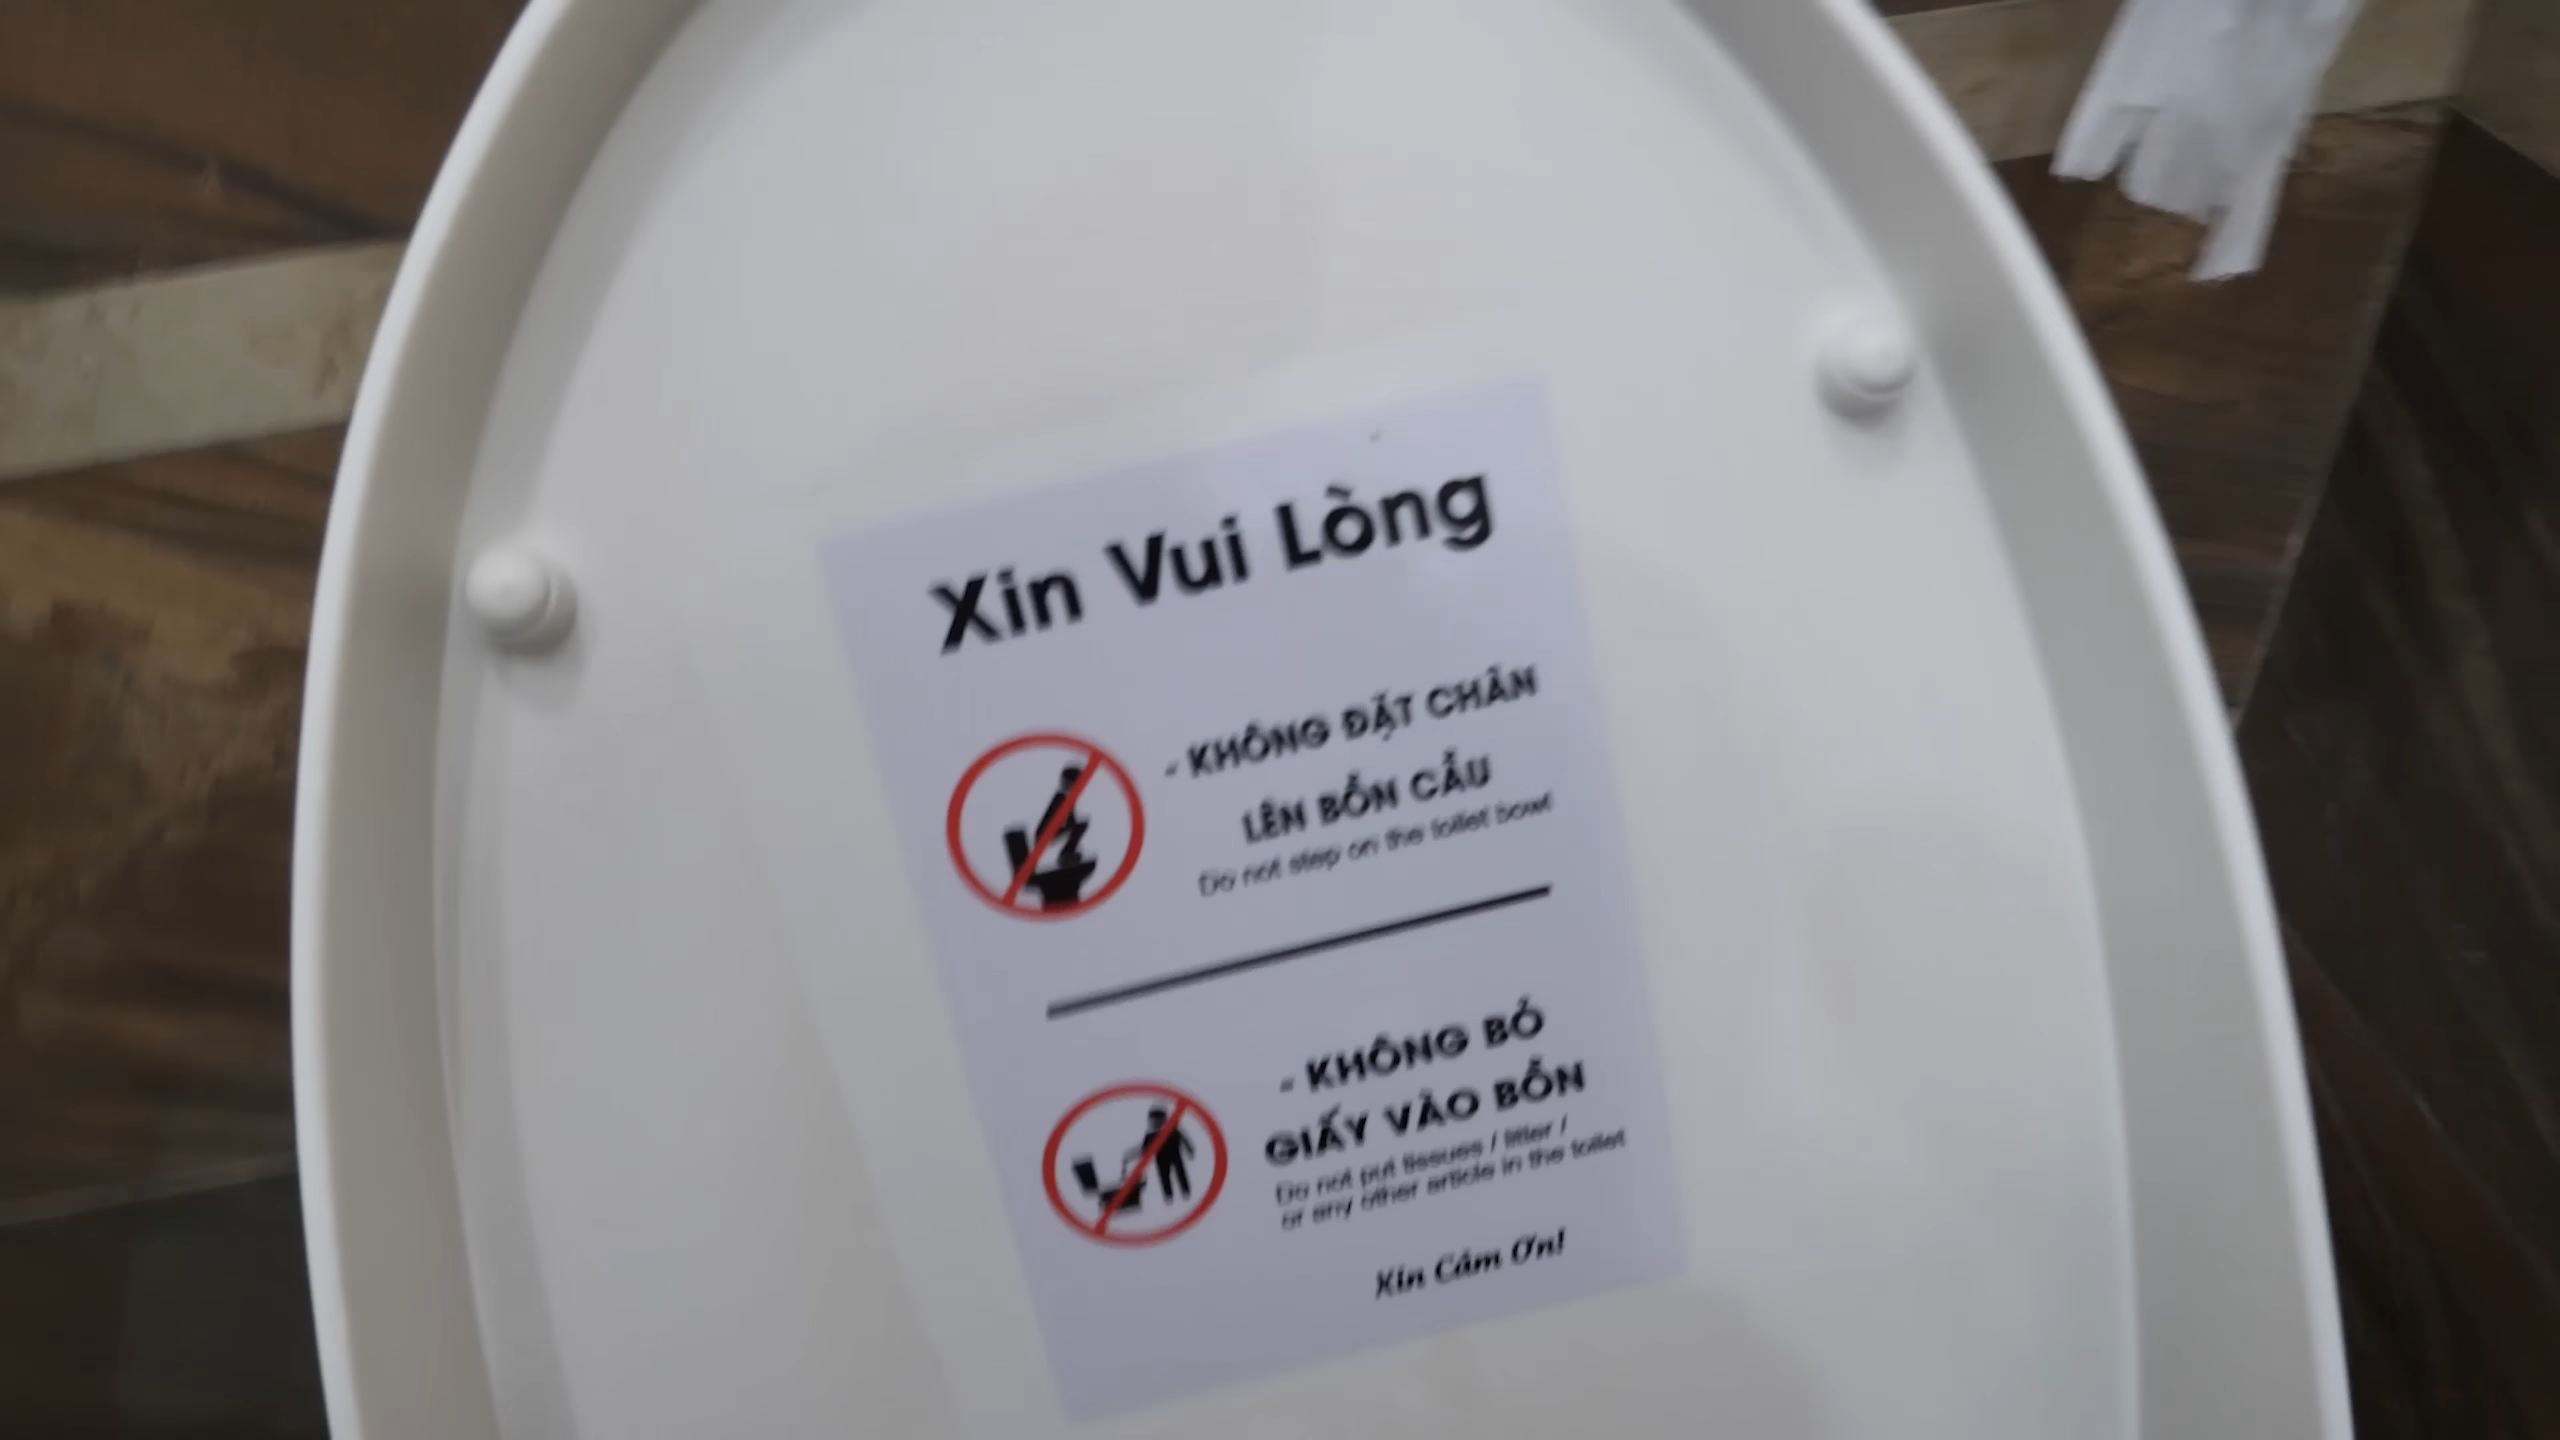 Xin Vui Lòng
- KHÔNG ĐẶT CHÂN
LÊN BỒN CẦU
Do not step on the toilet bowl
- KHÔNG BỎ
GIẤY VÀO BỒN
Do not put tissues / litter /
or any other article in the toilet
Xin Cảm Ơn!